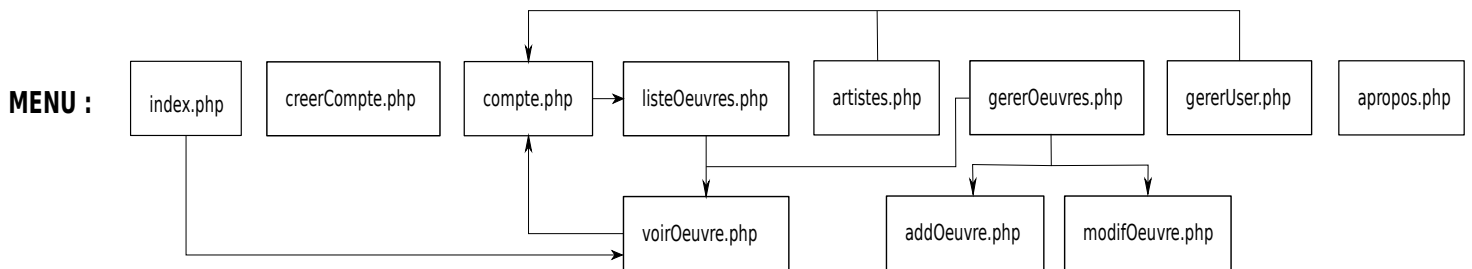 MENU :
index.php
creerCompte.php
compte.php
listeOeuvres.php
artistes.php
gererOeuvres.php
gererUser.php
apropos.php
voirOeuvre.php
addOeuvre.php
modifOeuvre.php